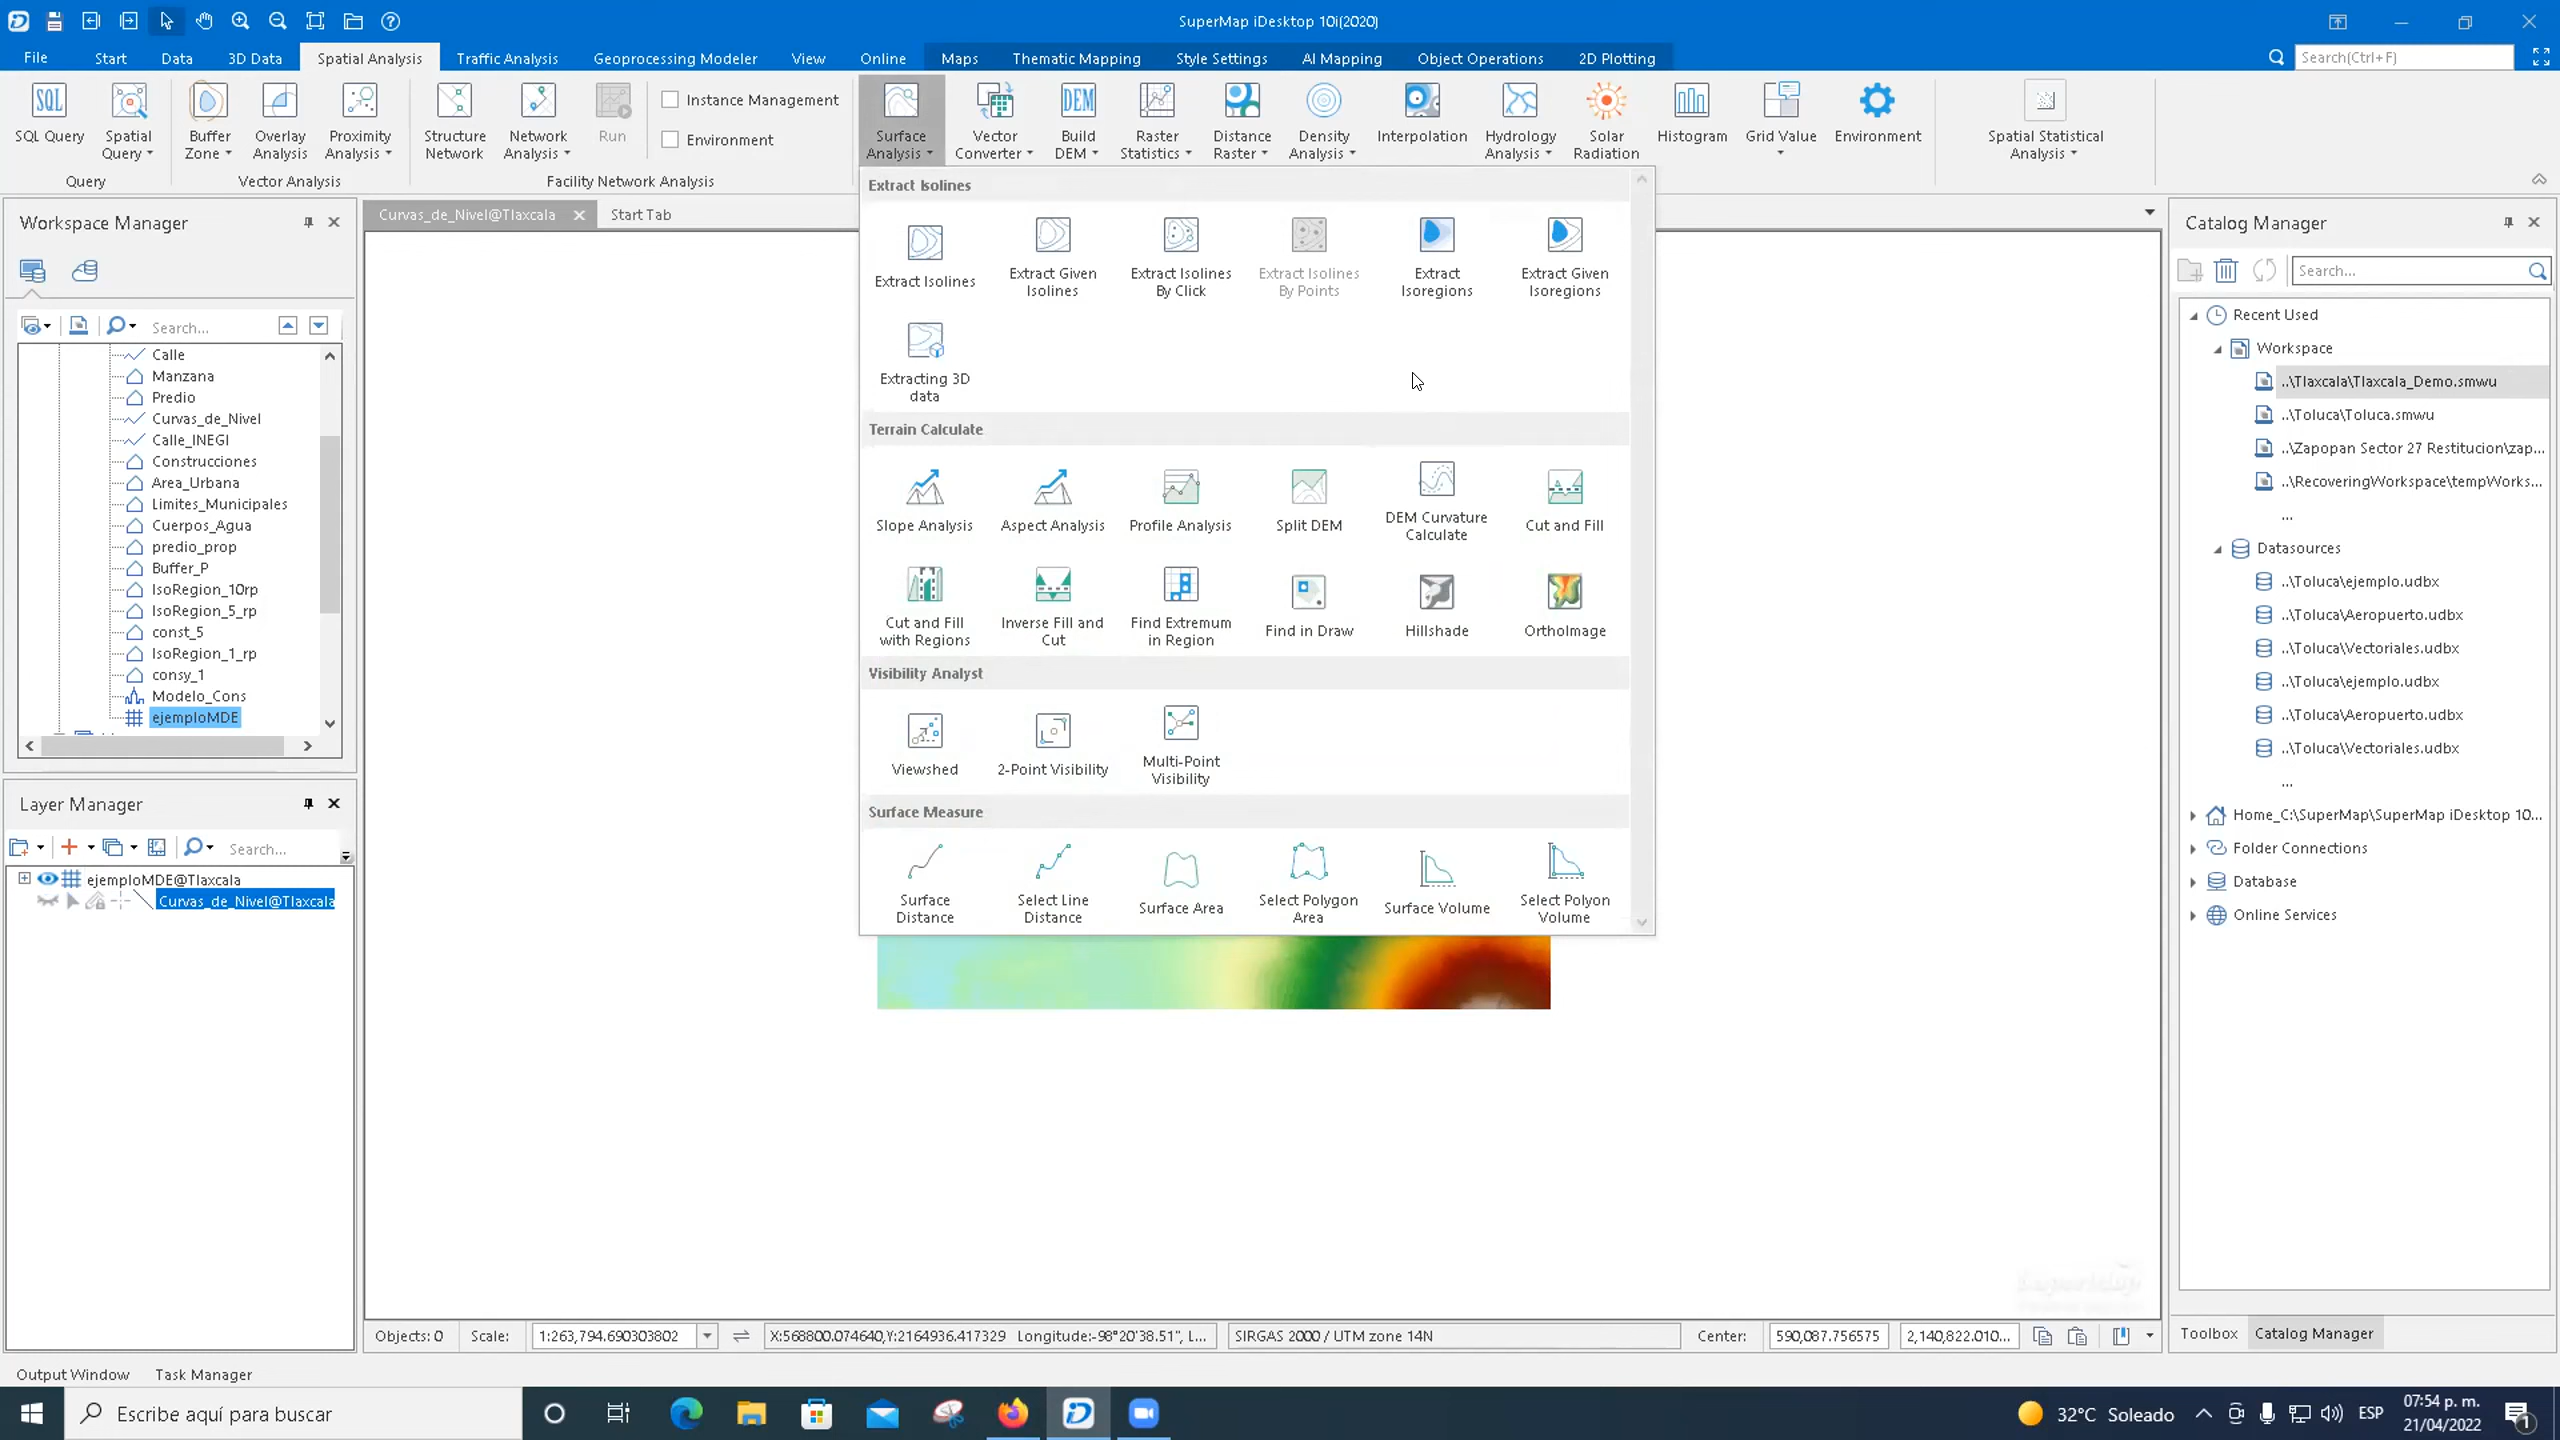 SuperMap iDesktop 10i(2020)
File Start Data 3D Data Spatial Analysis Traffic Analysis Geoprocessing Modeler View Online Maps Thematic Mapping Style Settings AI Mapping Object Operations 2D Plotting Search(Ctrl+F)
SQL Query
Spatial Query
Query
Buffer Zone
Overlay Analysis
Proximity Analysis
Vector Analysis
Structure Network
Network Analysis
Run
Instance Management
Environment
Facility Network Analysis
Surface Analysis
Vector Converter
Build DEM
Raster Statistics
Distance Raster
Density Analysis
Interpolation
Hydrology Analysis
Solar Radiation
Histogram
Grid Value
Environment
Spatial Statistical Analysis
Workspace Manager
Search...
Calle
Manzana
Predio
Curvas_de_Nivel
Calle_INEGI
Construcciones
Area_Urbana
Limites_Municipales
Cuerpos_Agua
predio_prop
Buffer_P
IsoRegion_10rp
IsoRegion_5_rp
const_5
IsoRegion_1_rp
consy_1
Modelo_Cons
ejemploMDE
Layer Manager
Search...
ejemploMDE@Tlaxcala
Curvas_de_Nivel@Tlaxcala
Curvas_de_Nivel@Tlaxcala
Start Tab
Extract Isolines
Extract Isolines
Extract Given Isolines
Extract Isolines By Click
Extract Isolines By Points
Extract Isoregions
Extract Given Isoregions
Extracting 3D data
Terrain Calculate
Slope Analysis
Aspect Analysis
Profile Analysis
Split DEM
DEM Curvature Calculate
Cut and Fill
Cut and Fill with Regions
Inverse Fill and Cut
Find Extremum in Region
Find in Draw
Hillshade
OrthoImage
Visibility Analyst
Viewshed
2-Point Visibility
Multi-Point Visibility
Surface Measure
Surface Distance
Select Line Distance
Surface Area
Select Polygon Area
Surface Volume
Select Polyon Volume
SuperMap
Objects: 0 Scale: 1:263,794.690303802 X:568800.074640,Y:2164936.417329 Longitude:-98°20'38.51", L... SIRGAS 2000 / UTM zone 14N Center: 590,087.756575 2,140,822.010...
Catalog Manager
Search...
Recent Used
Workspace
..\Tlaxcala\Tlaxcala_Demo.smwu
..\Toluca\Toluca.smwu
..\Zapopan Sector 27 Restitucion\zap...
..\RecoveringWorkspace\tempWorks...
...
Datasources
..\Toluca\ejemplo.udbx
..\Toluca\Aeropuerto.udbx
..\Toluca\Vectoriales.udbx
..\Toluca\ejemplo.udbx
..\Toluca\Aeropuerto.udbx
..\Toluca\Vectoriales.udbx
...
Home_C:\SuperMap\SuperMap iDesktop 10...
Folder Connections
Database
Online Services
Toolbox Catalog Manager
Output Window Task Manager
Escribe aquí para buscar
32°C Soleado
ESP
07:54 p. m.
21/04/2022
1